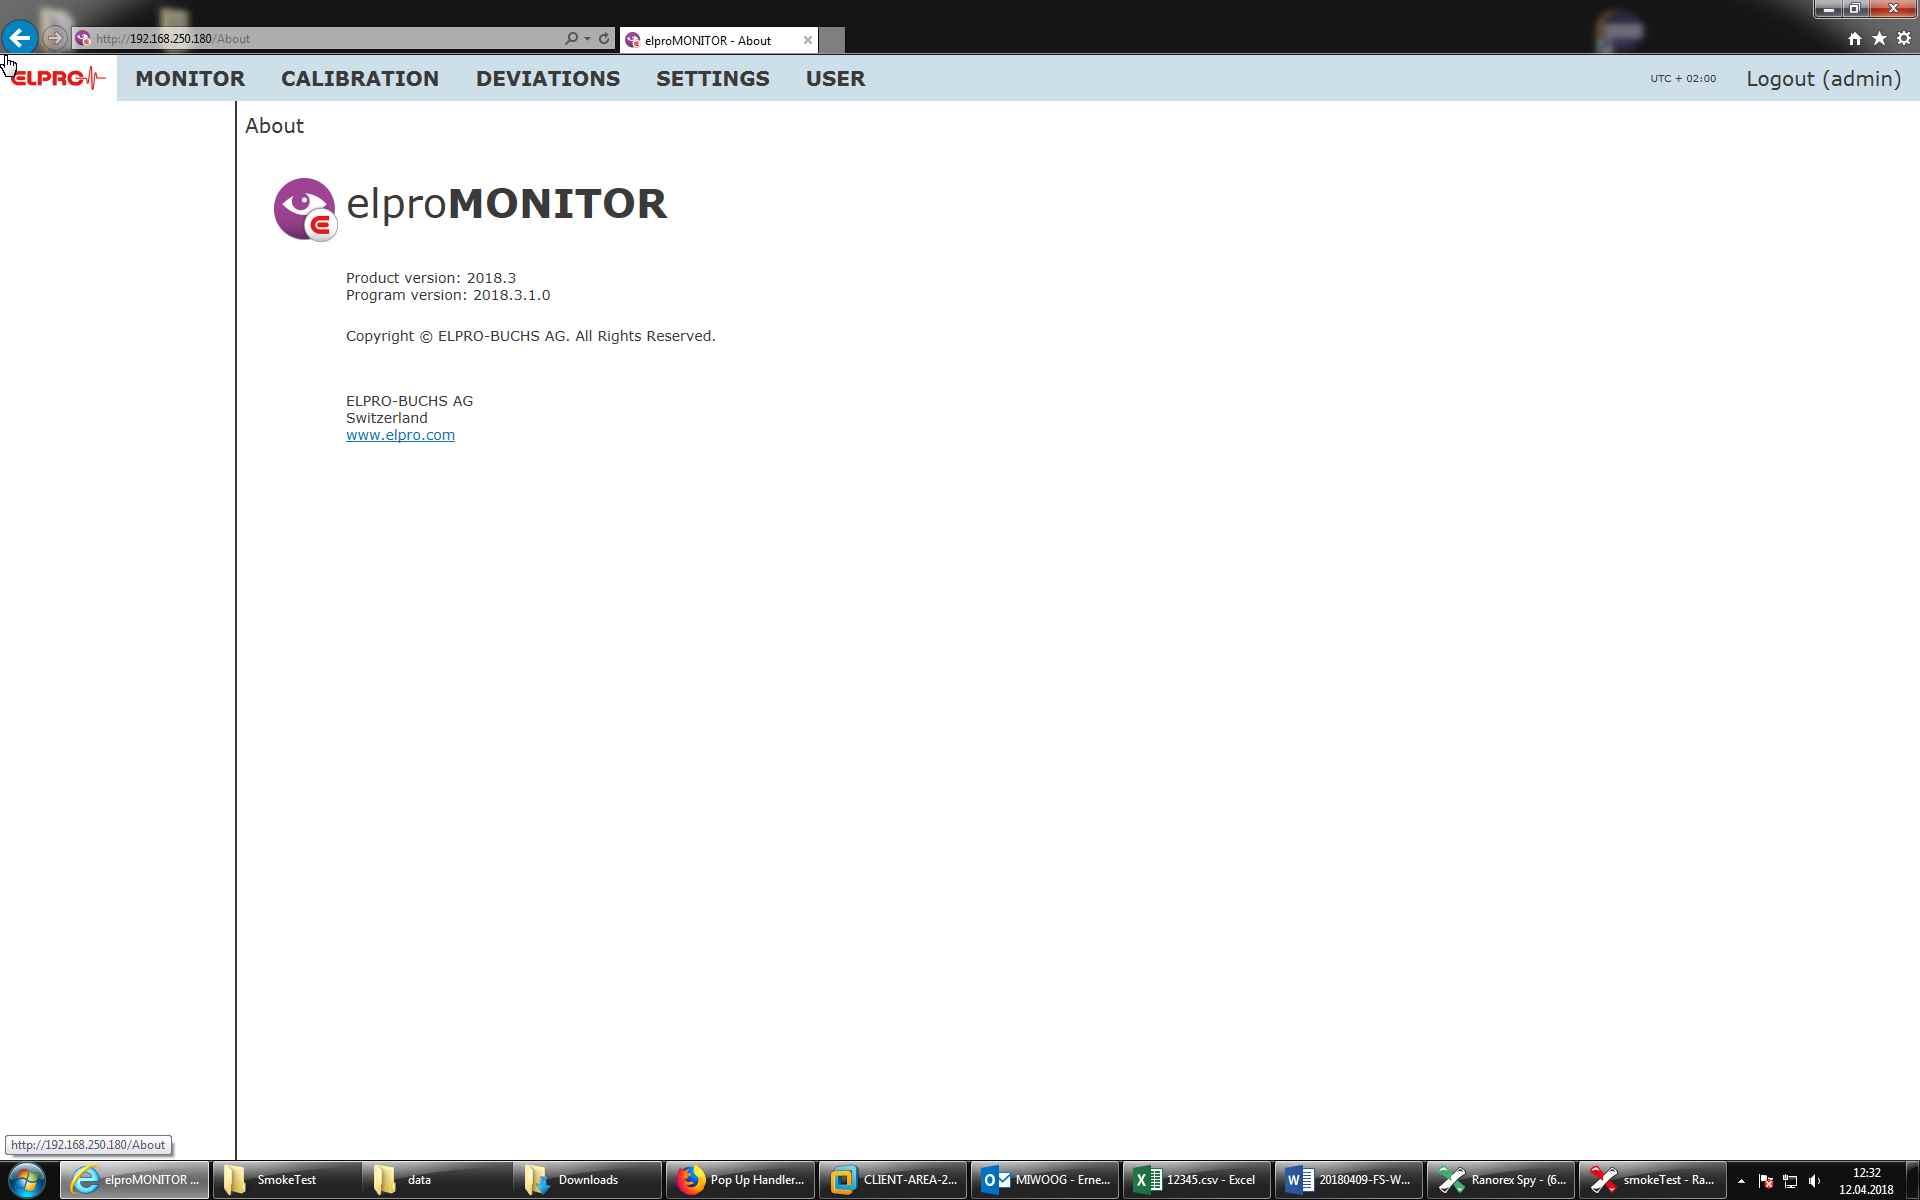 http://192.168.250.180/About
elproMONITOR - About
ELPRO
MONITOR
CALIBRATION
DEVIATIONS
SETTINGS
USER
UTC + 02:00
Logout (admin)
About
elproMONITOR
Product version: 2018.3
Program version: 2018.3.1.0
Copyright © ELPRO-BUCHS AG. All Rights Reserved.
ELPRO-BUCHS AG
Switzerland
www.elpro.com
http://192.168.250.180/About
elproMONITOR ...
SmokeTest
data
Downloads
Pop Up Handler...
CLIENT-AREA-2...
MIWOOG - Erne...
12345.csv - Excel
20180409-FS-W...
Ranorex Spy - (6...
smokeTest - Ra...
12:32
12.04.2018